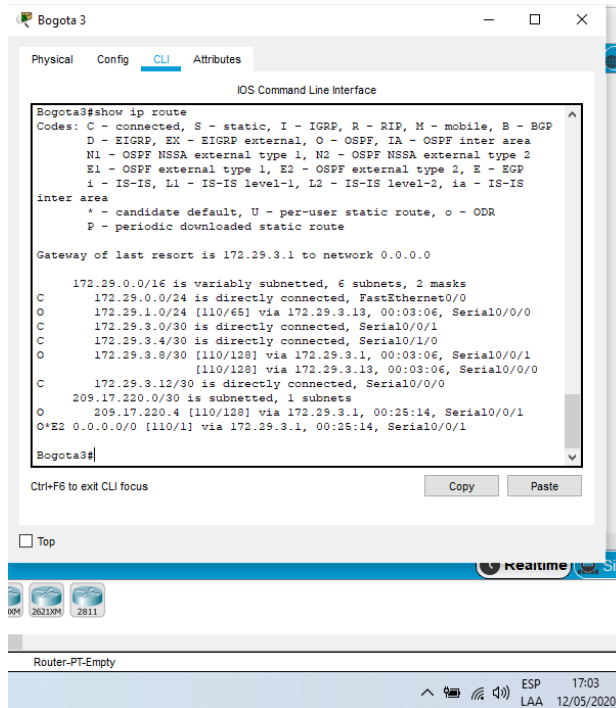 Bogota 3
Physical Config CLI Attributes
IOS Command Line Interface
Bogota3#show ip route
Codes: C - connected, S - static, I - IGRP, R - RIP, M - mobile, B - BGP
D - EIGRP, EX - EIGRP external, O - OSPF, IA - OSPF inter area
N1 - OSPF NSSA external type 1, N2 - OSPF NSSA external type 2
E1 - OSPF external type 1, E2 - OSPF external type 2, E - EGP
i - IS-IS, L1 - IS-IS level-1, L2 - IS-IS level-2, ia - IS-IS
inter area
* - candidate default, U - per-user static route, o - ODR
P - periodic downloaded static route
Gateway of last resort is 172.29.3.1 to network 0.0.0.0
172.29.0.0/16 is variably subnetted, 6 subnets, 2 masks
C 172.29.0.0/24 is directly connected, FastEthernet0/0
O 172.29.1.0/24 [110/65] via 172.29.3.13, 00:03:06, Serial0/0/0
C 172.29.3.0/30 is directly connected, Serial0/0/1
C 172.29.3.4/30 is directly connected, Serial0/1/0
O 172.29.3.8/30 [110/128] via 172.29.3.1, 00:03:06, Serial0/0/1
[110/128] via 172.29.3.13, 00:03:06, Serial0/0/0
C 172.29.3.12/30 is directly connected, Serial0/0/0
209.17.220.0/30 is subnetted, 1 subnets
O 209.17.220.4 [110/128] via 172.29.3.1, 00:25:14, Serial0/0/1
O*E2 0.0.0.0/0 [110/1] via 172.29.3.1, 00:25:14, Serial0/0/1
Bogota3#
Ctrl+F6 to exit CLI focus Copy Paste
Top
Realtime
2621XM 2811
Router-PT-Empty
ESP 17:03
LAA 12/05/2020